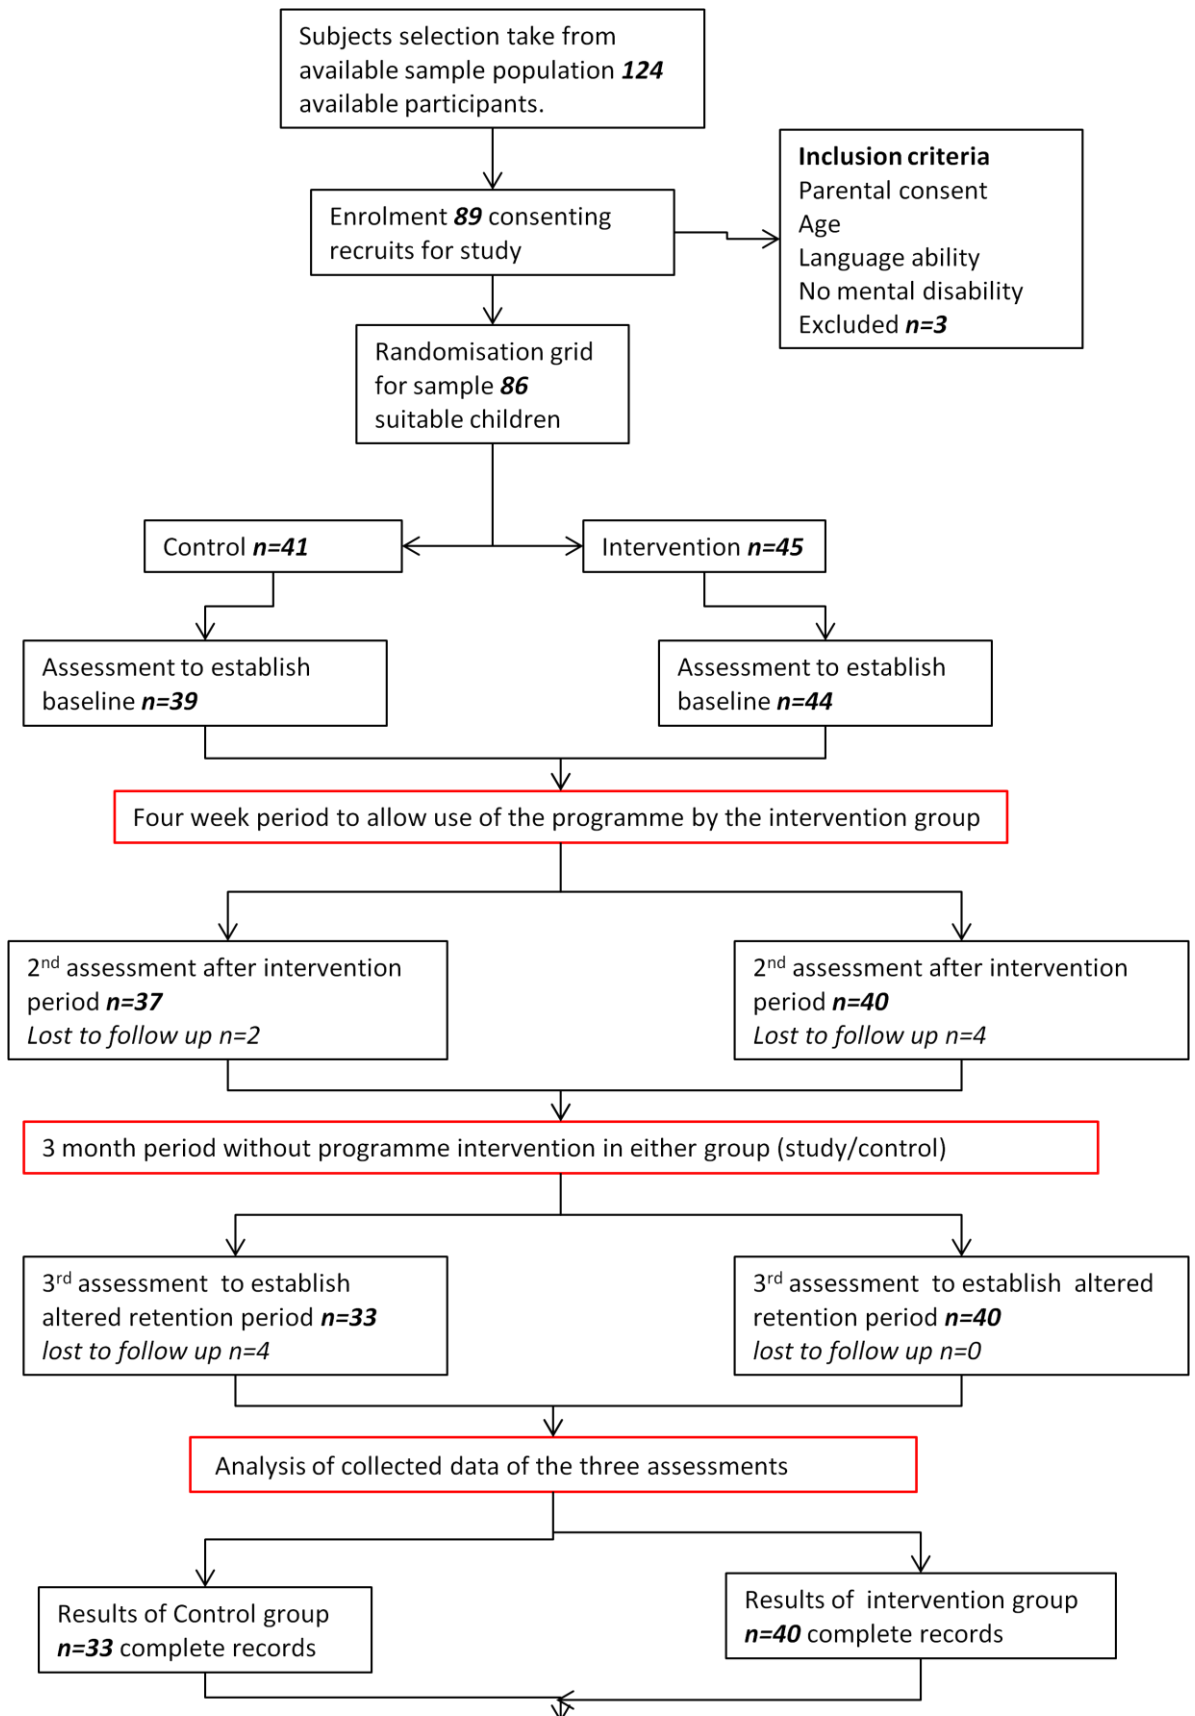 Subjects selection take from
available sample population 124
available participants.
Inclusion criteria
Parental consent
Age
Language ability
No mental disability
Excluded n=3
Enrolment 89 consenting
recruits for study
Randomisation grid
for sample 86
suitable children
Control n=41
Intervention n=45
Assessment to establish
baseline n=39
Assessment to establish
baseline n=44
Four week period to allow use of the programme by the intervention group
2nd assessment after intervention
period n=37
Lost to follow up n=2
2nd assessment after intervention
period n=40
Lost to follow up n=4
3 month period without programme intervention in either group (study/control)
3rd assessment to establish
altered retention period n=33
lost to follow up n=4
3rd assessment to establish altered
retention period n=40
lost to follow up n=0
Analysis of collected data of the three assessments
Results of Control group
n=33 complete records
Results of intervention group
n=40 complete records